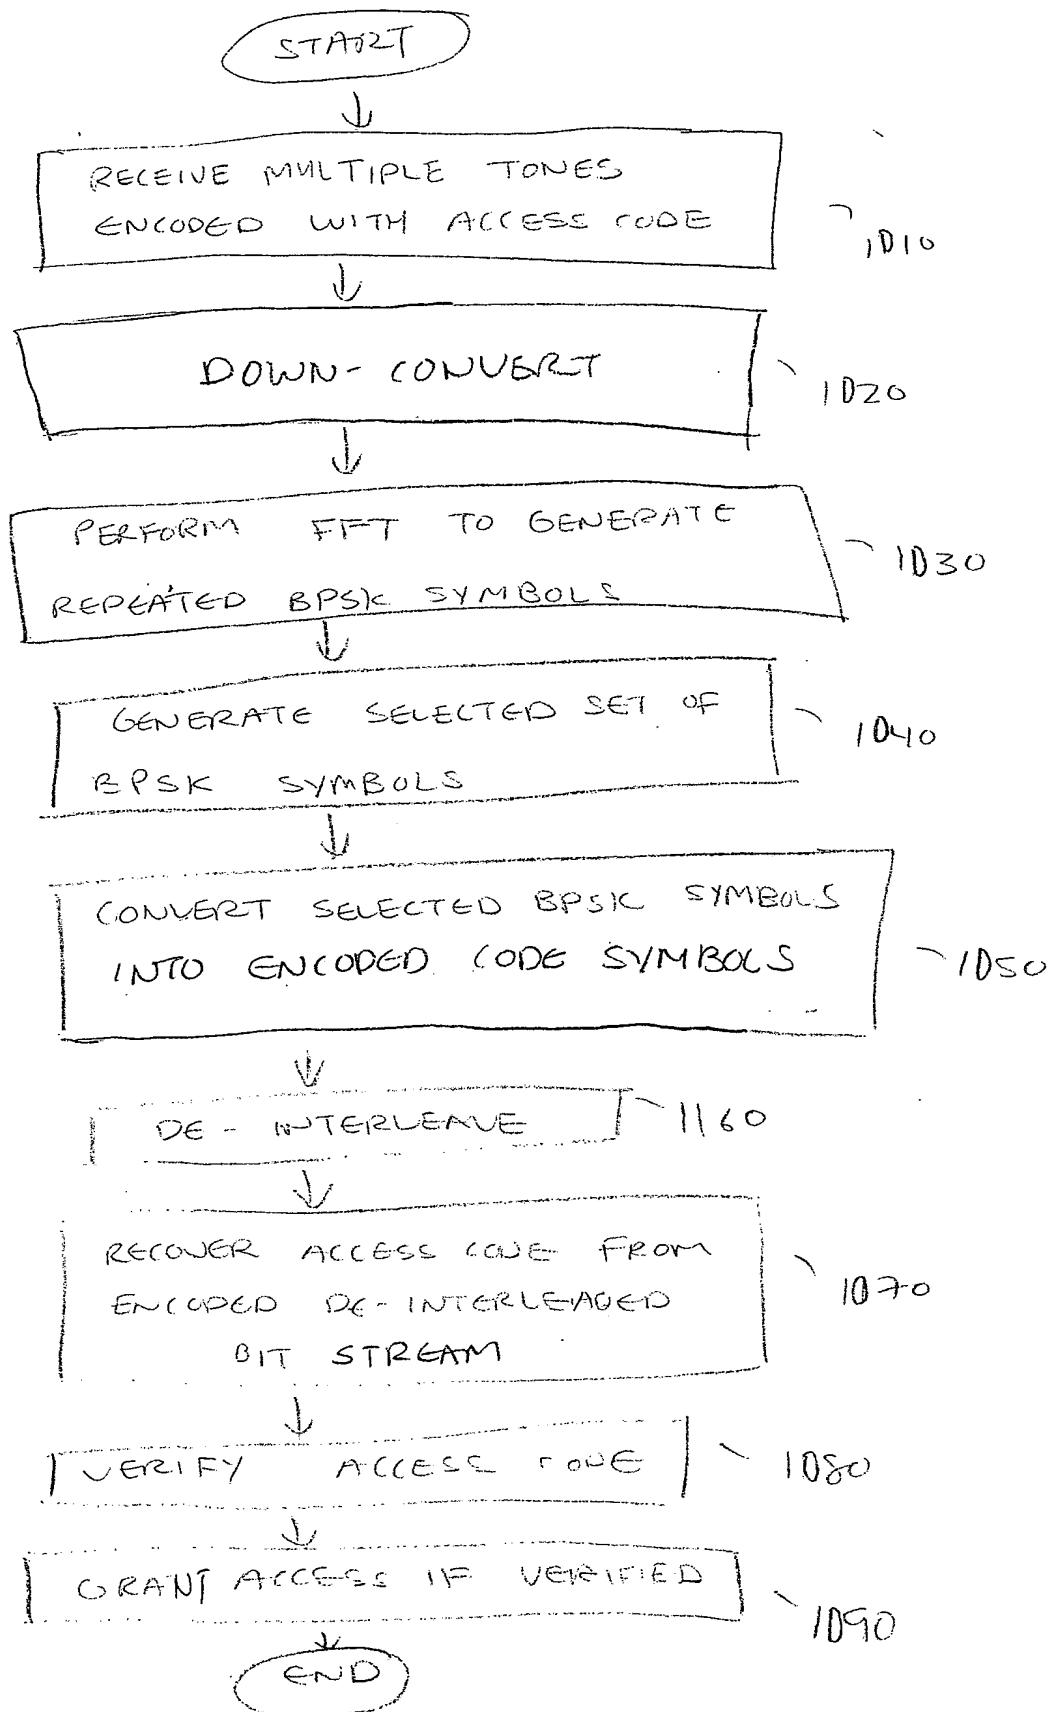 START
RECEIVE MULTIPLE TONES
ENCODED WITH ACCESS CODE
1010
DOWN-CONVERT
1020
PERFORM FFT TO GENERATE
REPEATED BPSK SYMBOLS
1030
GENERATE SELECTED SET OF
BPSK SYMBOLS
1040
CONVERT SELECTED BPSK SYMBOLS
INTO ENCODED CODE SYMBOLS
1050
DE-INTERLEAVE
1160
RECOVER ACCESS CODE FROM
ENCODED DE-INTERLEAVED
BIT STREAM
1070
VERIFY ACCESS CODE
1080
GRANT ACCESS IF VERIFIED
1090
END